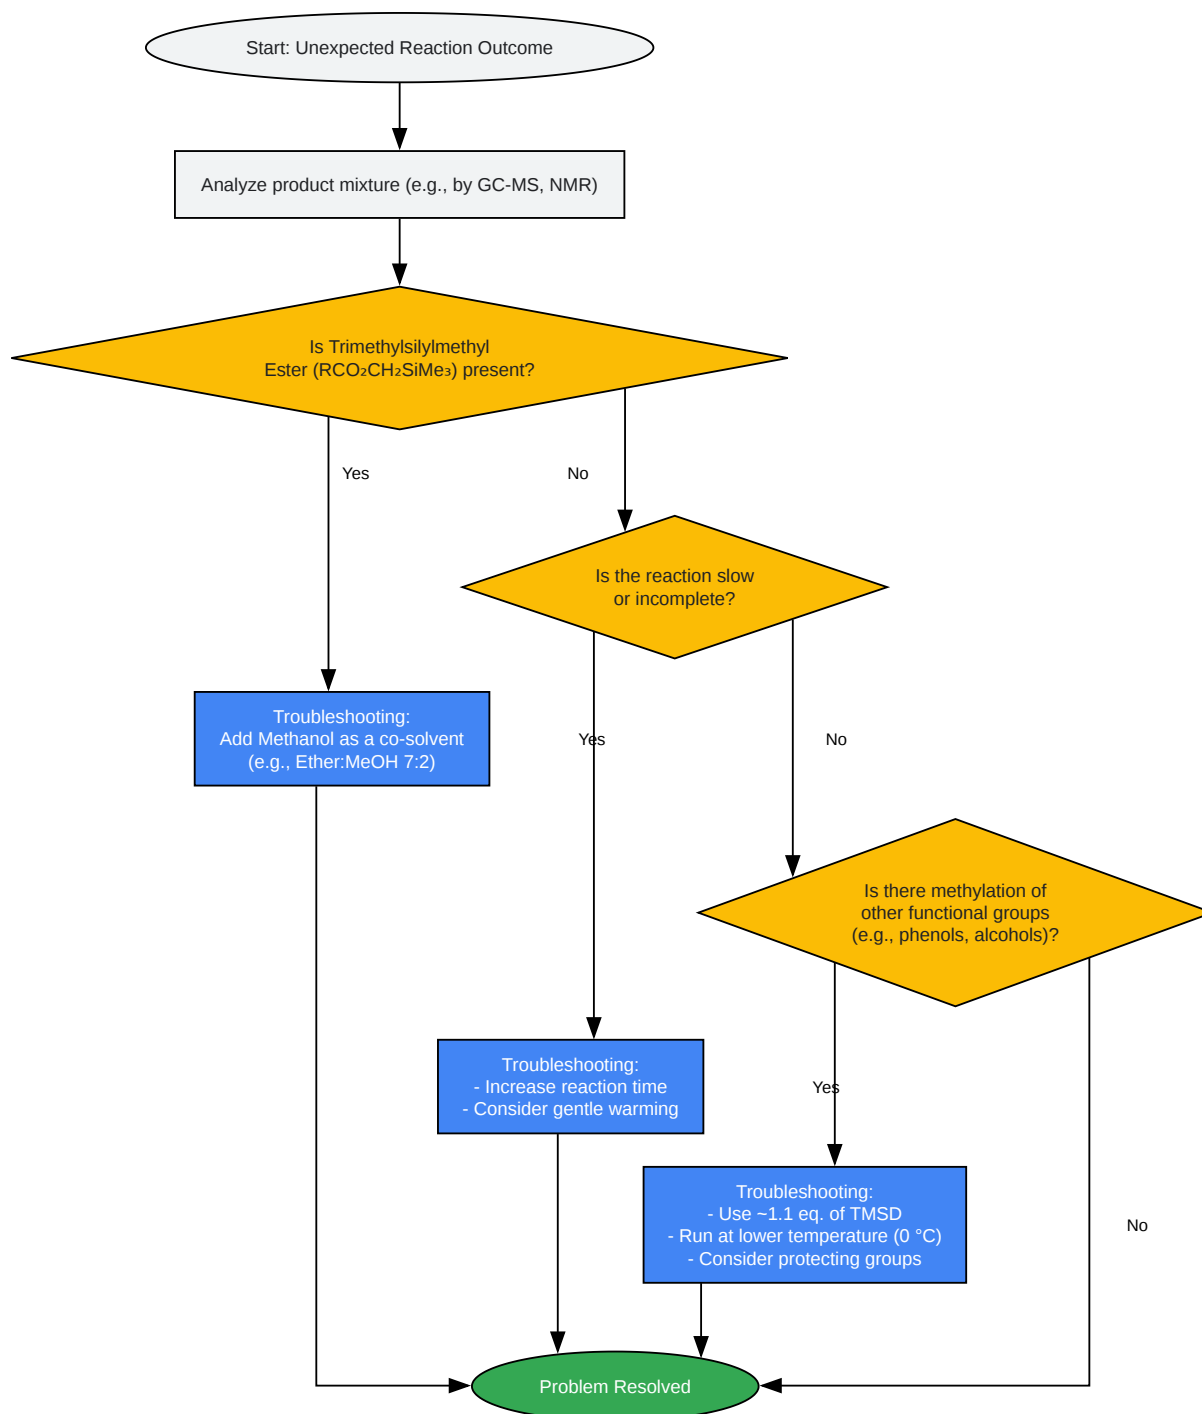 Start: Unexpected Reaction Outcome
Analyze product mixture (e.g., by GC-MS, NMR)
Is Trimethylsilylmethyl
Ester (RCO₂CH₂SiMe₃) present?
Yes
No
Is the reaction slow
or incomplete?
Troubleshooting:
Add Methanol as a co-solvent
(e.g., Ether:MeOH 7:2)
Yes
No
Is there methylation of
other functional groups
(e.g., phenols, alcohols)?
Troubleshooting:
- Increase reaction time
- Consider gentle warming
Yes
Troubleshooting:
- Use ~1.1 eq. of TMSD
- Run at lower temperature (0 °C)
- Consider protecting groups
No
Problem Resolved